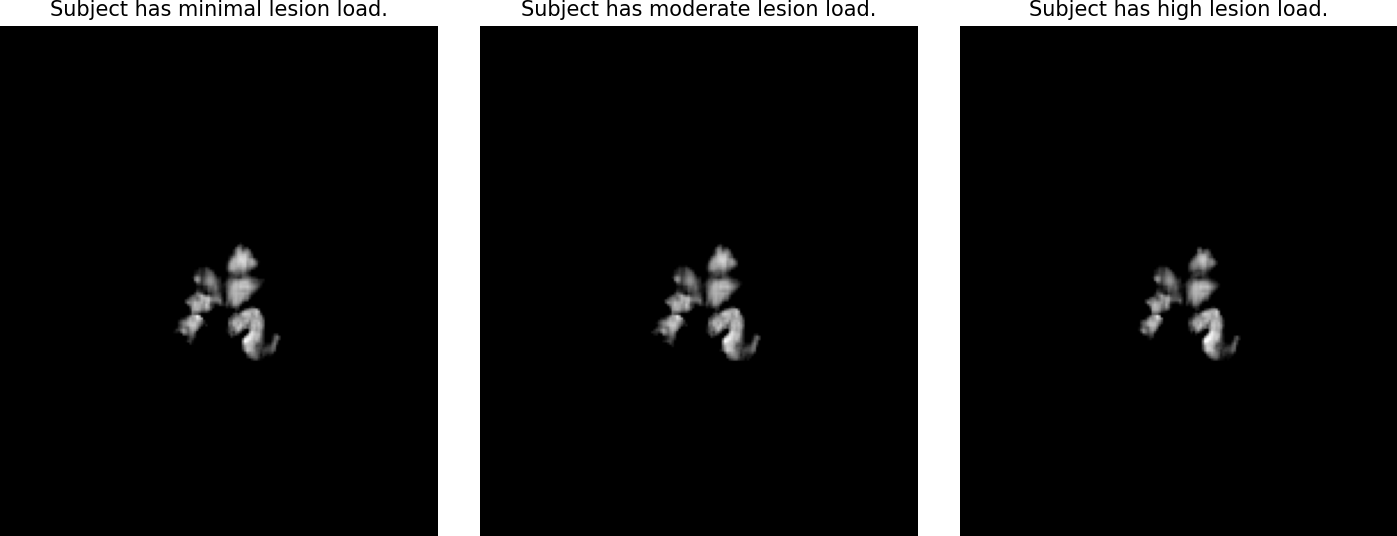 Subject has minimal lesion load.
Subject has moderate lesion load.
Subject has high lesion load.